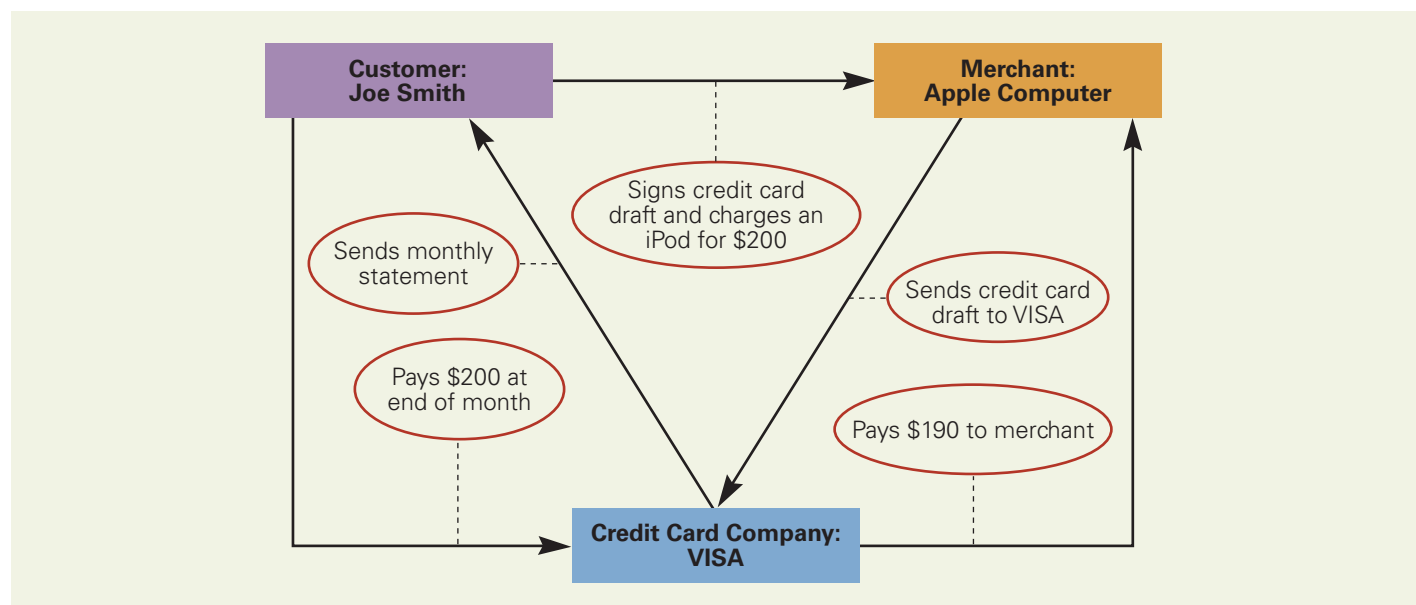 Customer:
Joe Smith
Merchant:
Apple Computer
Signs credit card
draft and charges an
iPod for $200
Sends monthly
statement
Sends credit card
draft to VISA
Pays $200 at
end of month
Pays $190 to merchant
Credit Card Company:
VISA